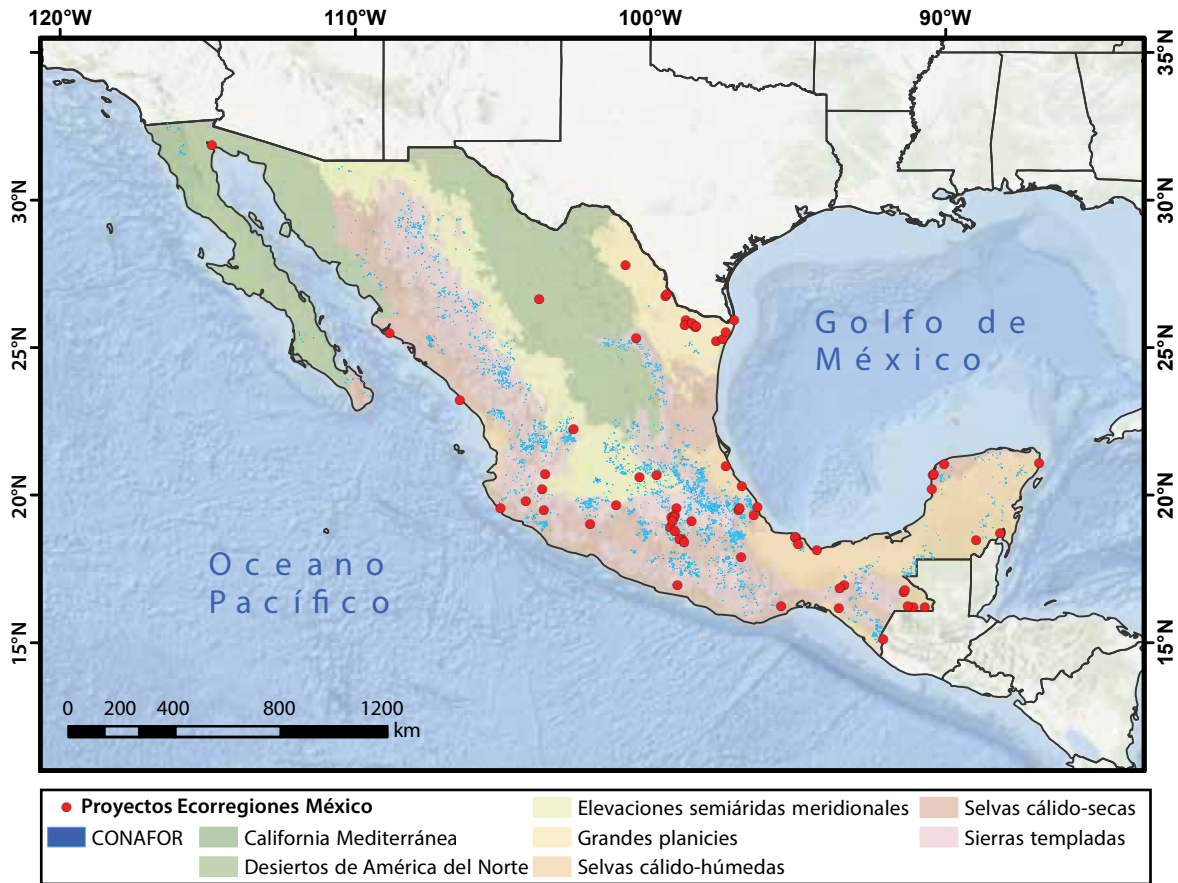 120°W 110°W 100°W 90°W
35°N 35°N
30°N 30°N
25°N 25°N
20°N 20°N
15°N 15°N
Golfo de
México
Oceano
Pacífico
0 200 400 800 1200
km
Proyectos Ecorregiones México
CONAFOR
California Mediterránea
Desiertos de América del Norte
Elevaciones semiáridas meridionales
Grandes planicies
Selvas cálido-húmedas
Selvas cálido-secas
Sierras templadas